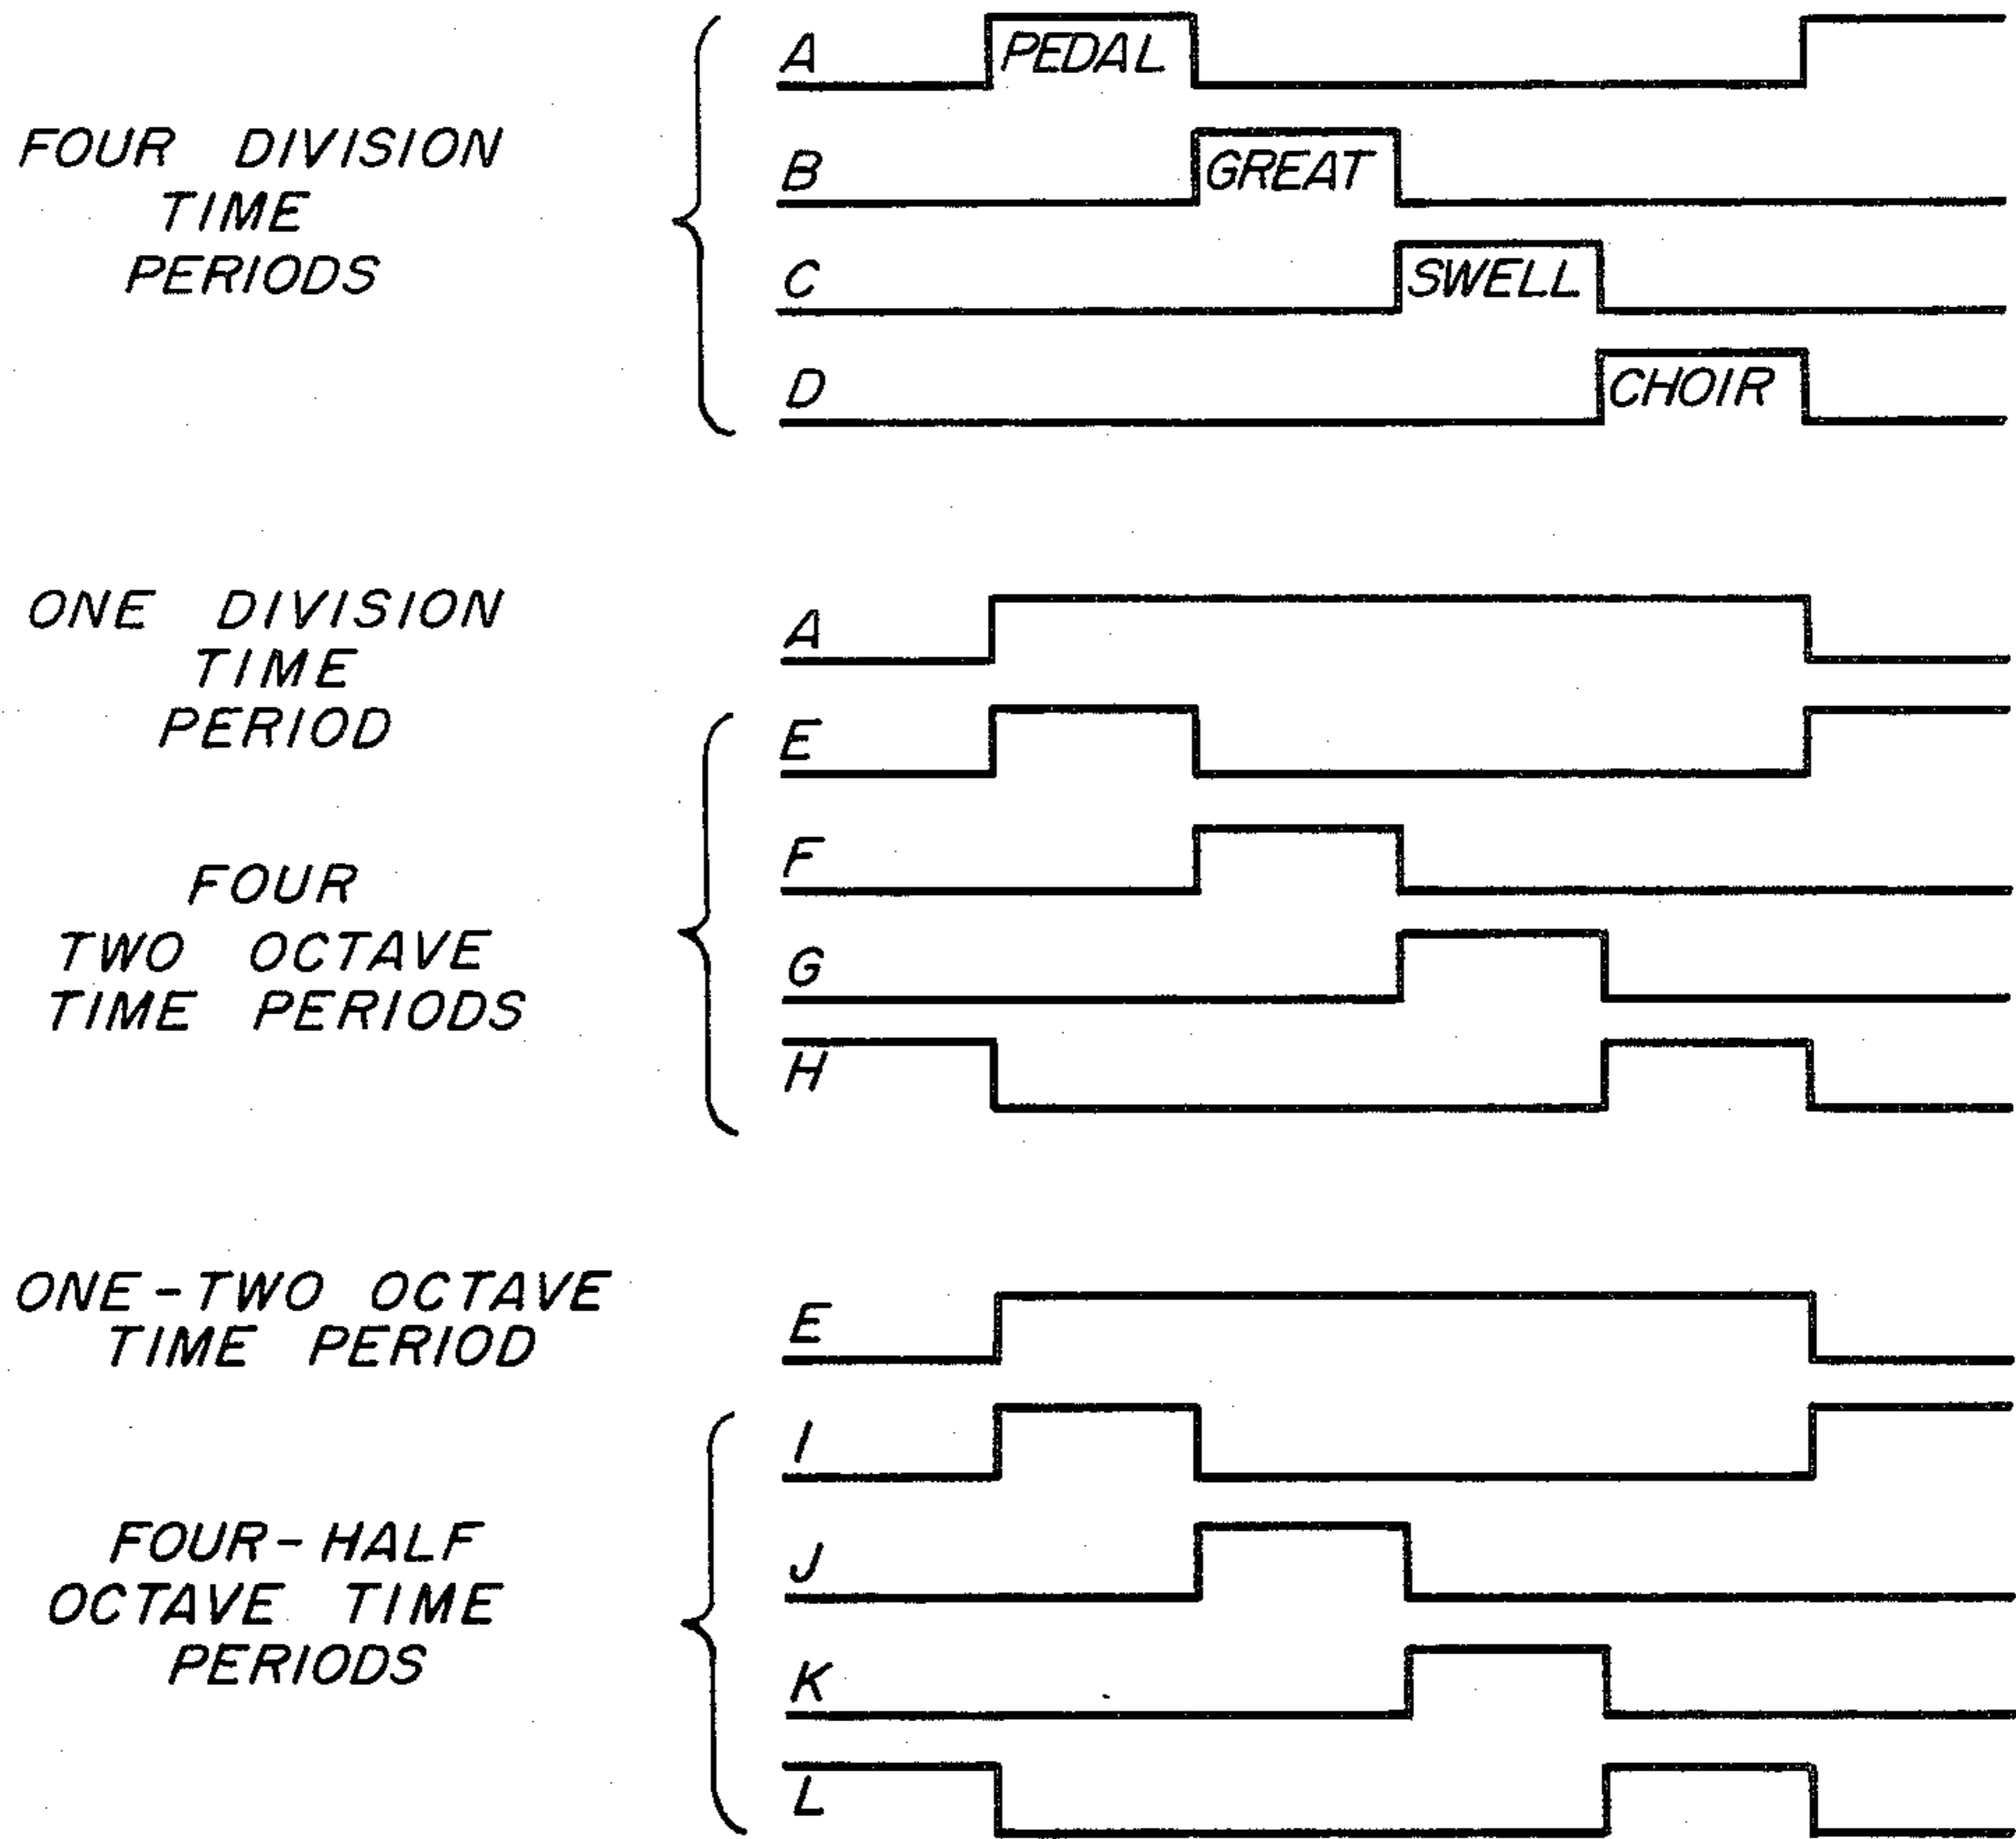 FOUR DIVISION
TIME
PERIODS
A
PEDAL
B
GREAT
C
SWELL
D
CHOIR
ONE DIVISION
TIME
PERIOD
A
FOUR
TWO OCTAVE
TIME PERIODS
E
F
G
H
ONE-TWO OCTAVE
TIME PERIOD
E
FOUR-HALF
OCTAVE TIME
PERIODS
I
J
K
L